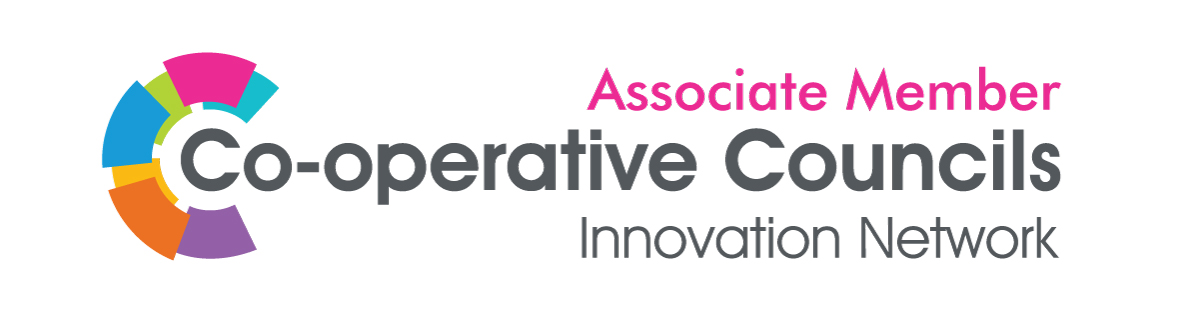 Associate Member
Co-operative Councils
Innovation Network